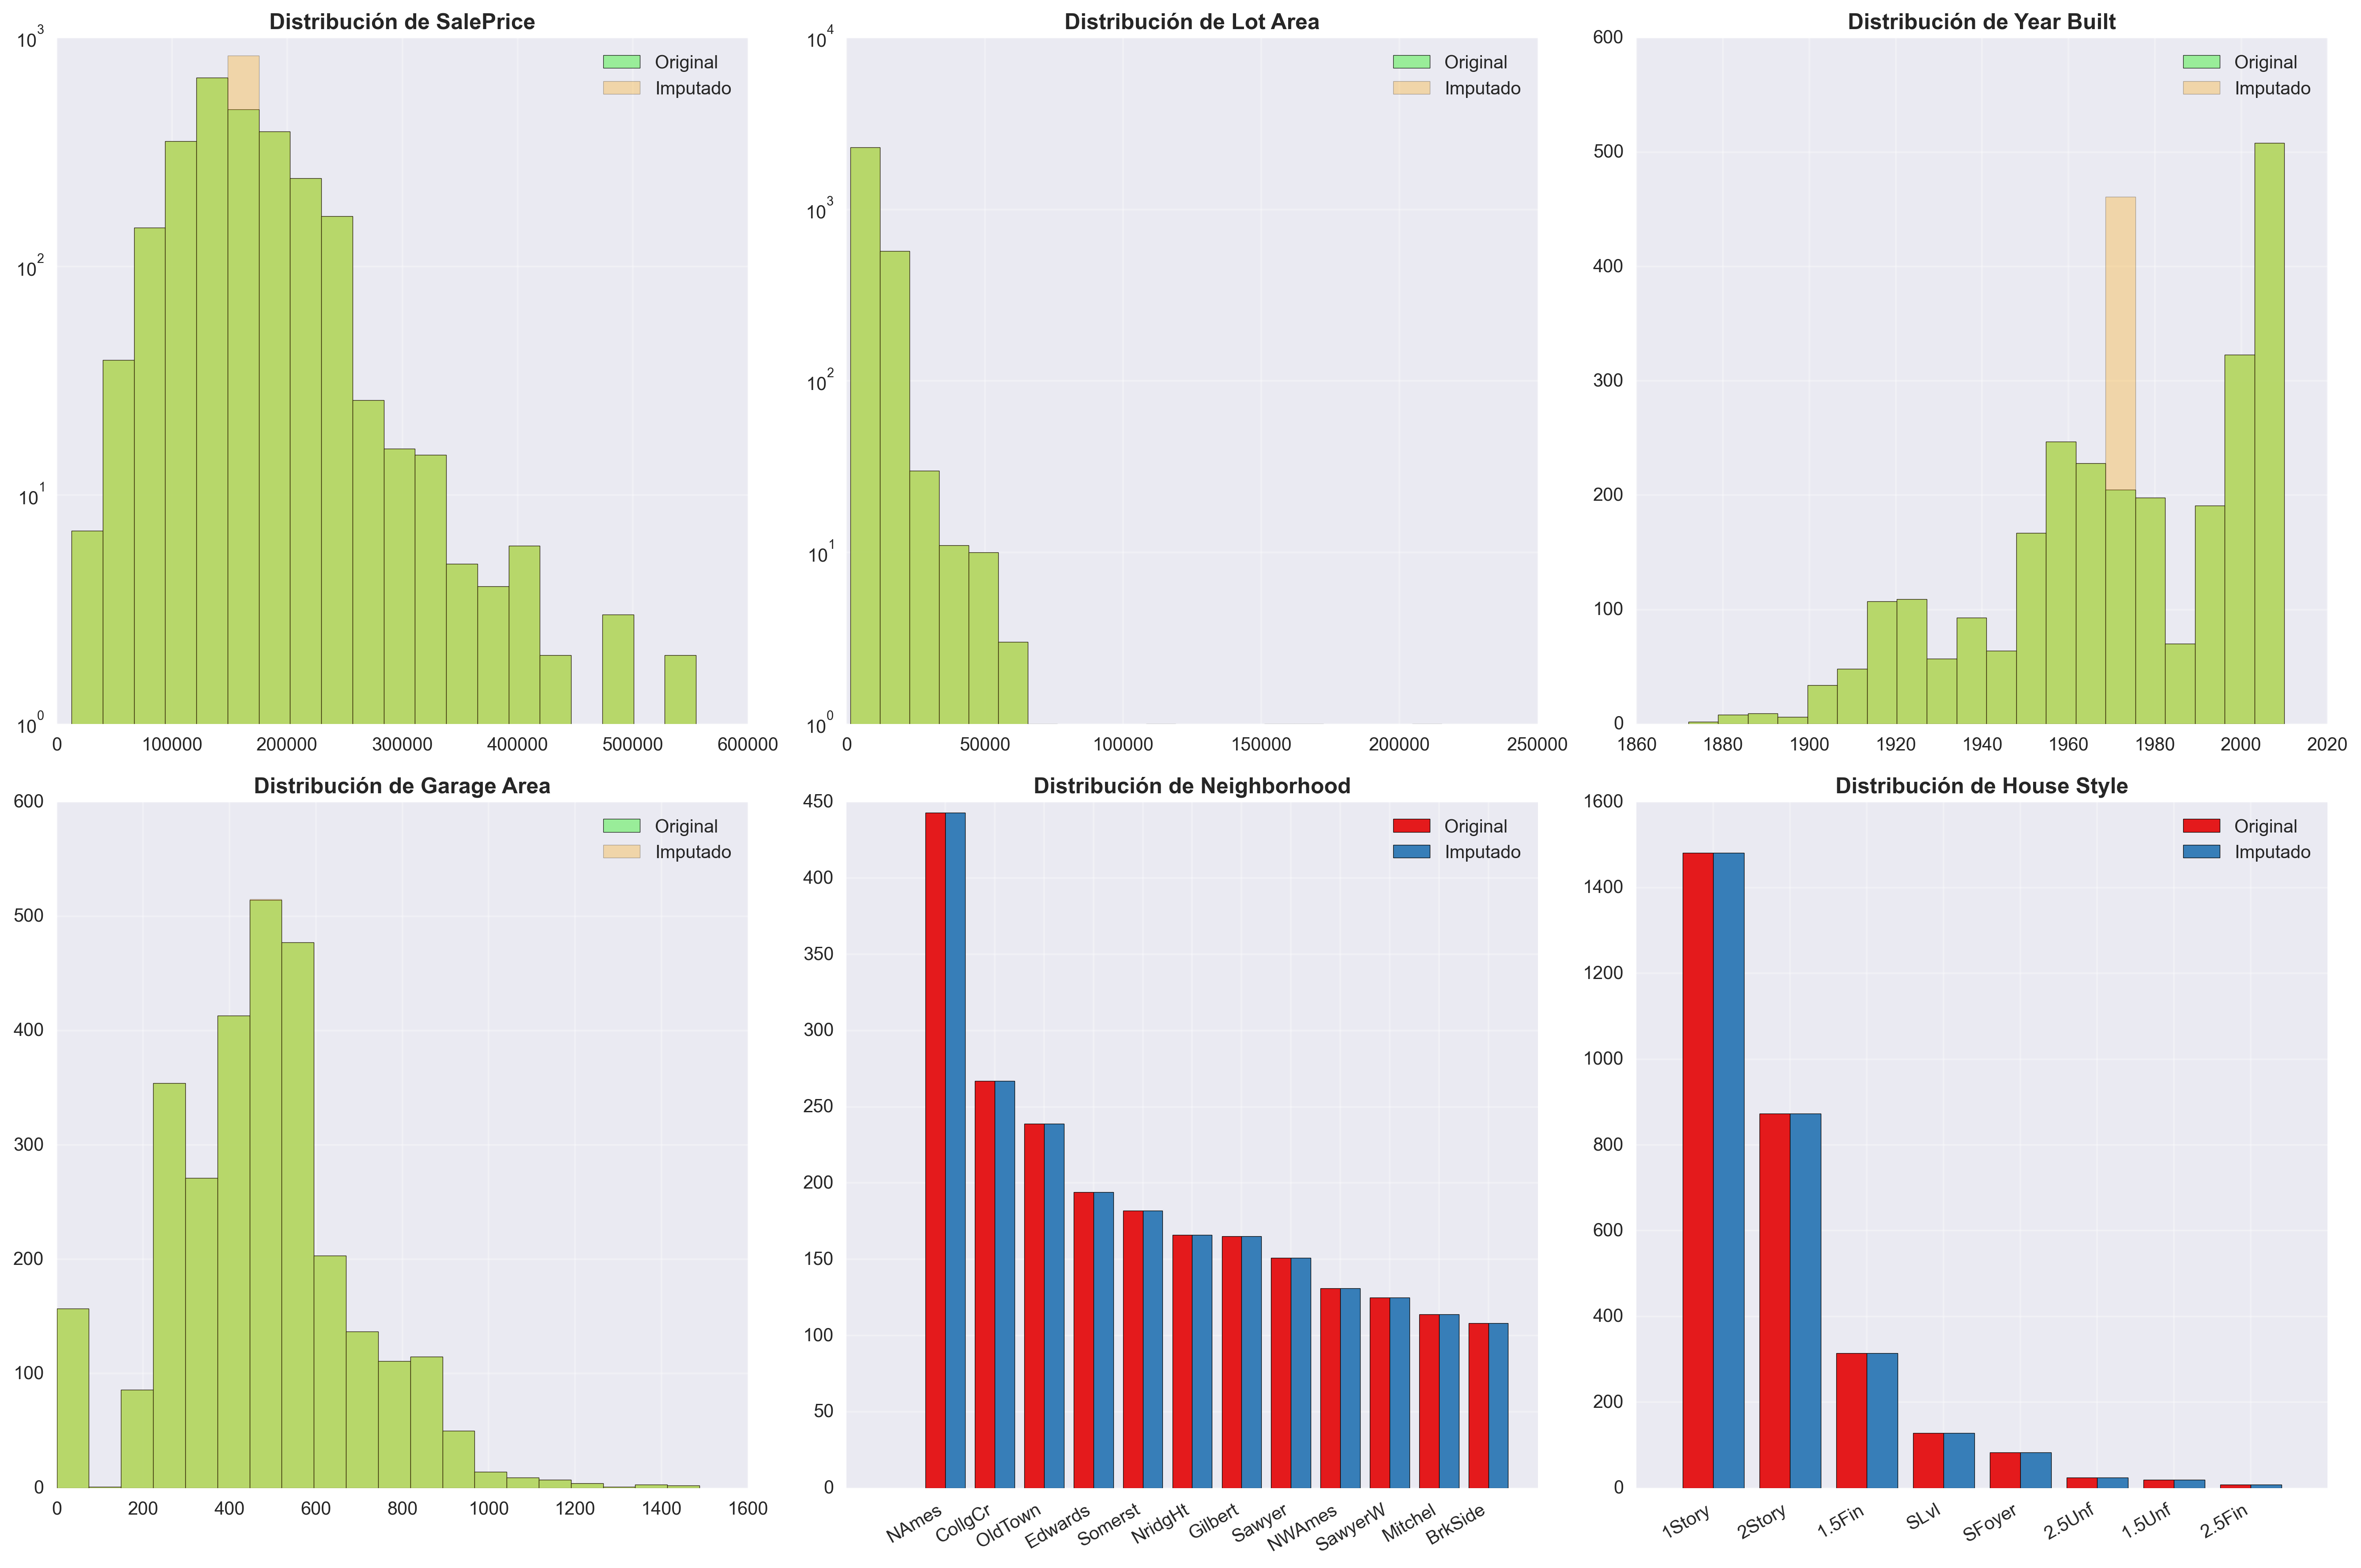 Distribución de SalePrice
Original
Imputado
10^3
10^2
10^1
10^0
0 100000 200000 300000 400000 500000 600000
Distribución de Lot Area
Original
Imputado
10^4
10^3
10^2
10^1
10^0
0 50000 100000 150000 200000 250000
Distribución de Year Built
Original
Imputado
600
500
400
300
200
100
0
1860 1880 1900 1920 1940 1960 1980 2000 2020
Distribución de Garage Area
Original
Imputado
600
500
400
300
200
100
0
0 200 400 600 800 1000 1200 1400 1600
Distribución de Neighborhood
Original
Imputado
450
400
350
300
250
200
150
100
50
0
NAmes CollgCr OldTown Edwards Somerst NridgHt Gilbert Sawyer NWAmes SawyerW Mitchel BrkSide
Distribución de House Style
Original
Imputado
1600
1400
1200
1000
800
600
400
200
0
1Story 2Story 1.5Fin SLvl SFoyer 2.5Unf 1.5Unf 2.5Fin